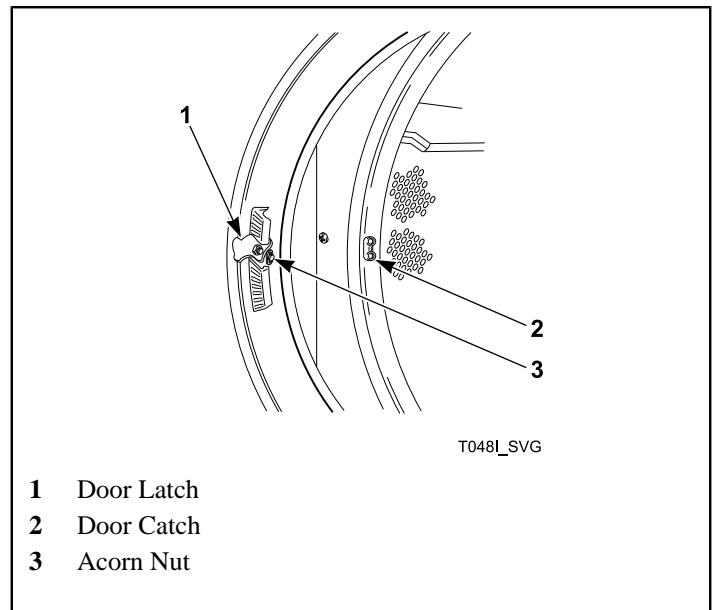 1
2
3
T048I_SVG
1 Door Latch
2 Door Catch
3 Acorn Nut